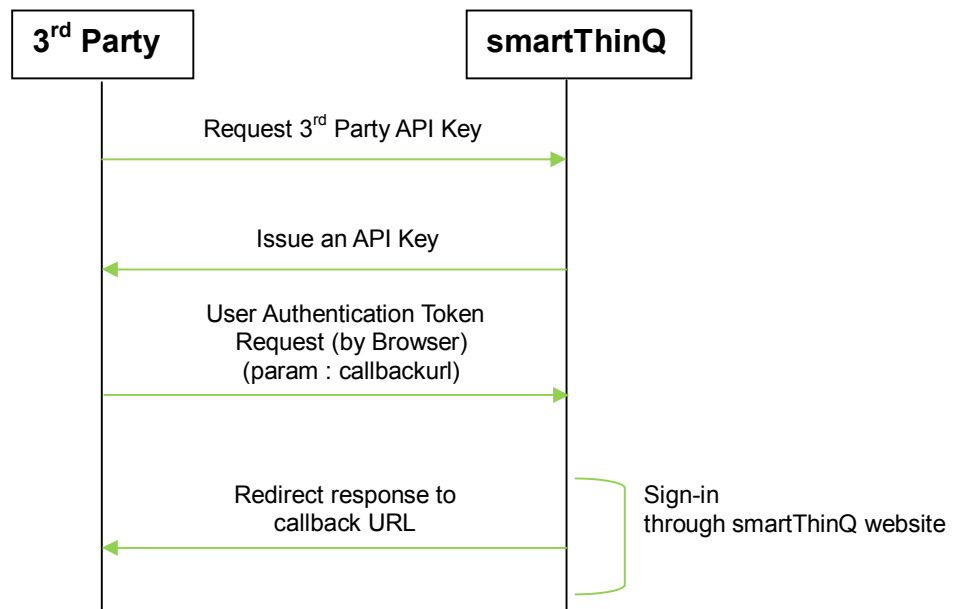 3rd Party
smartThinQ
Request 3rd Party API Key
Issue an API Key
User Authentication Token
Request (by Browser)
(param : callbackurl)
Redirect response to
callback URL
Sign-in
through smartThinQ website